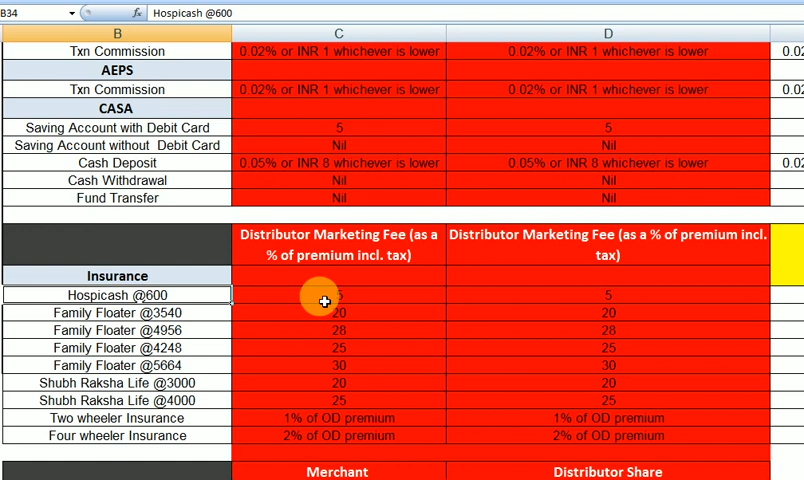 B34 fx Hospicash @600
B C D
Txn Commission 0.02% or INR 1 whichever is lower 0.02% or INR 1 whichever is lower 0.02
AEPS
Txn Commission 0.02% or INR 1 whichever is lower 0.02% or INR 1 whichever is lower 0.02
CASA
Saving Account with Debit Card 5 5
Saving Account without Debit Card Nil Nil
Cash Deposit 0.05% or INR 8 whichever is lower 0.05% or INR 8 whichever is lower 0.02
Cash Withdrawal Nil Nil
Fund Transfer Nil Nil
Distributor Marketing Fee (as a Distributor Marketing Fee (as a % of premium incl.
% of premium incl. tax) tax)
Insurance
Hospicash @600 5 5
Family Floater @3540 20 20
Family Floater @4956 28 28
Family Floater @4248 25 25
Family Floater @5664 30 30
Shubh Raksha Life @3000 20 20
Shubh Raksha Life @4000 25 25
Two wheeler Insurance 1% of OD premium 1% of OD premium
Four wheeler Insurance 2% of OD premium 2% of OD premium
Merchant Distributor Share